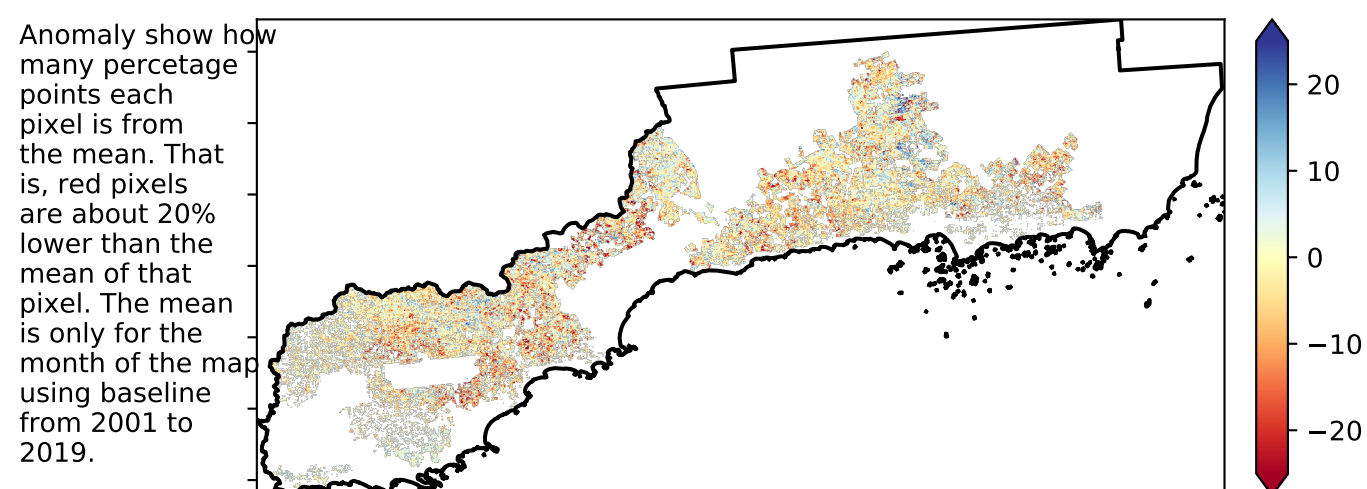 Anomaly show how
many percetage
points each
pixel is from
the mean. That
is, red pixels
are about 20%
lower than the
mean of that
pixel. The mean
is only for the
month of the map
using baseline
from 2001 to
2019.
20
10
0
−10
−20